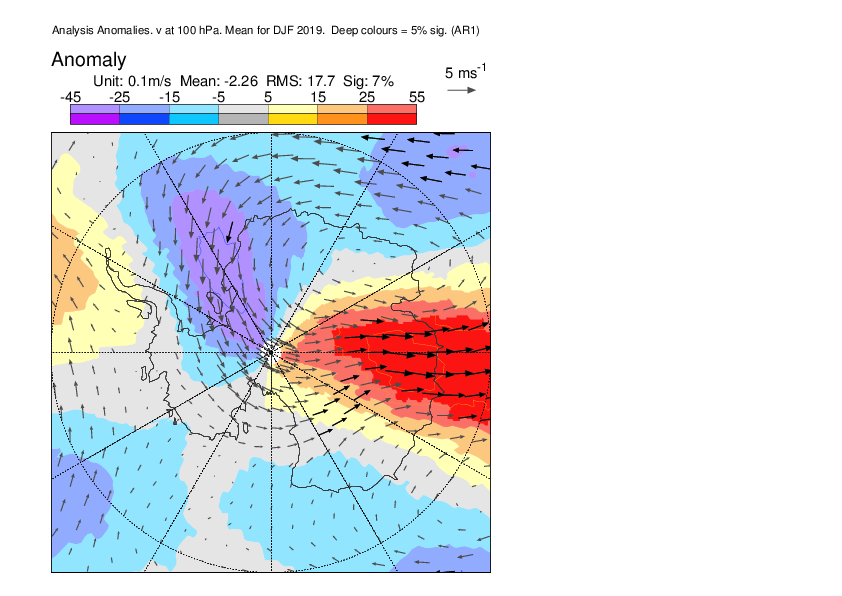 Analysis Anomalies. v at 100 hPa. Mean for DJF 2019.  Deep colours = 5% sig. (AR1)
Anomaly
5 ms-1
Unit: 0.1m/s  Mean: -2.26  RMS: 17.7  Sig: 7%
-45 -25 -15 -5 5 15 25 55